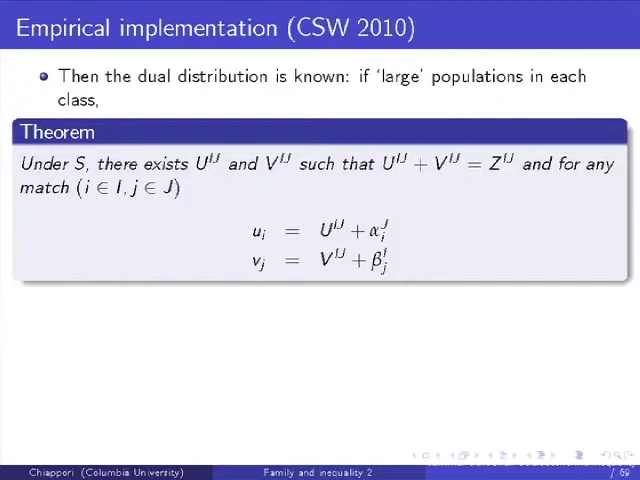 Empirical implementation (CSW 2010)
Then the dual distribution is known: if 'large' populations in each
class,
Theorem
Under S, there exists U^{IJ} and V^{IJ} such that U^{IJ} + V^{IJ} = Z^{IJ} and for any
match (i ∈ I, j ∈ J)
u_i = U^{IJ} + α_i^J
v_j = V^{IJ} + β_j^I
Chiappori (Columbia University) Family and inequality 2 / 69